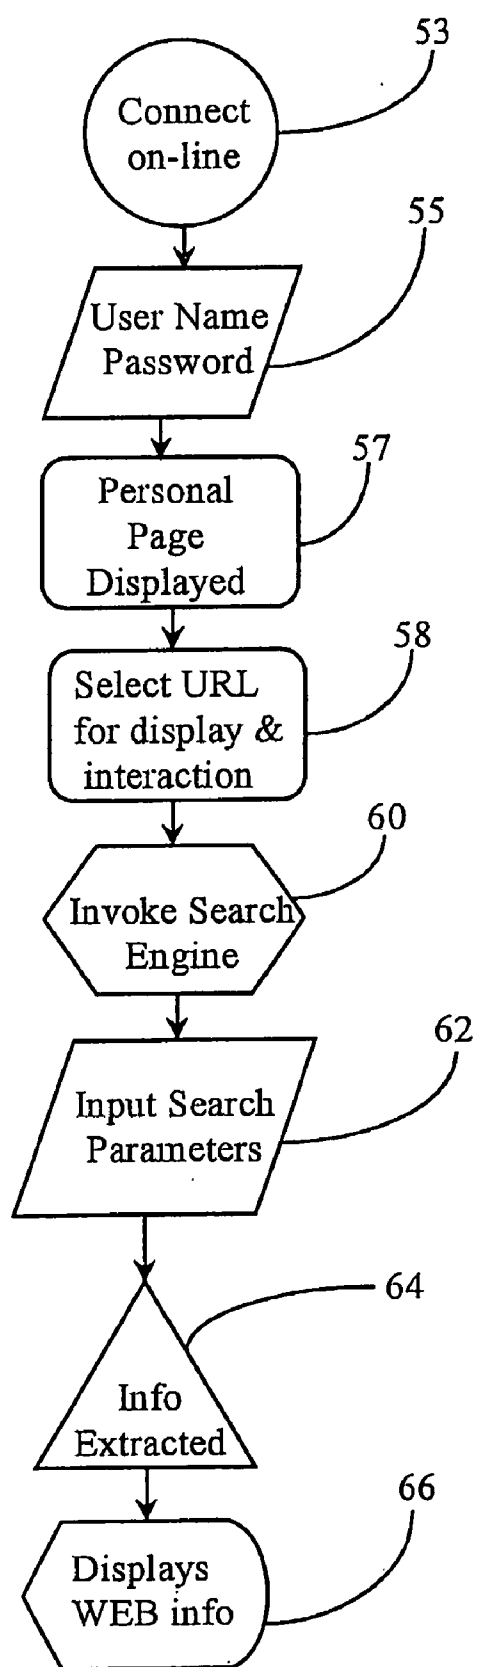 53
Connect
on-line
55
User Name
Password
57
Personal
Page
Displayed
58
Select URL
for display &
interaction
60
Invoke Search
Engine
62
Input Search
Parameters
64
Info
Extracted
66
Displays
WEB info